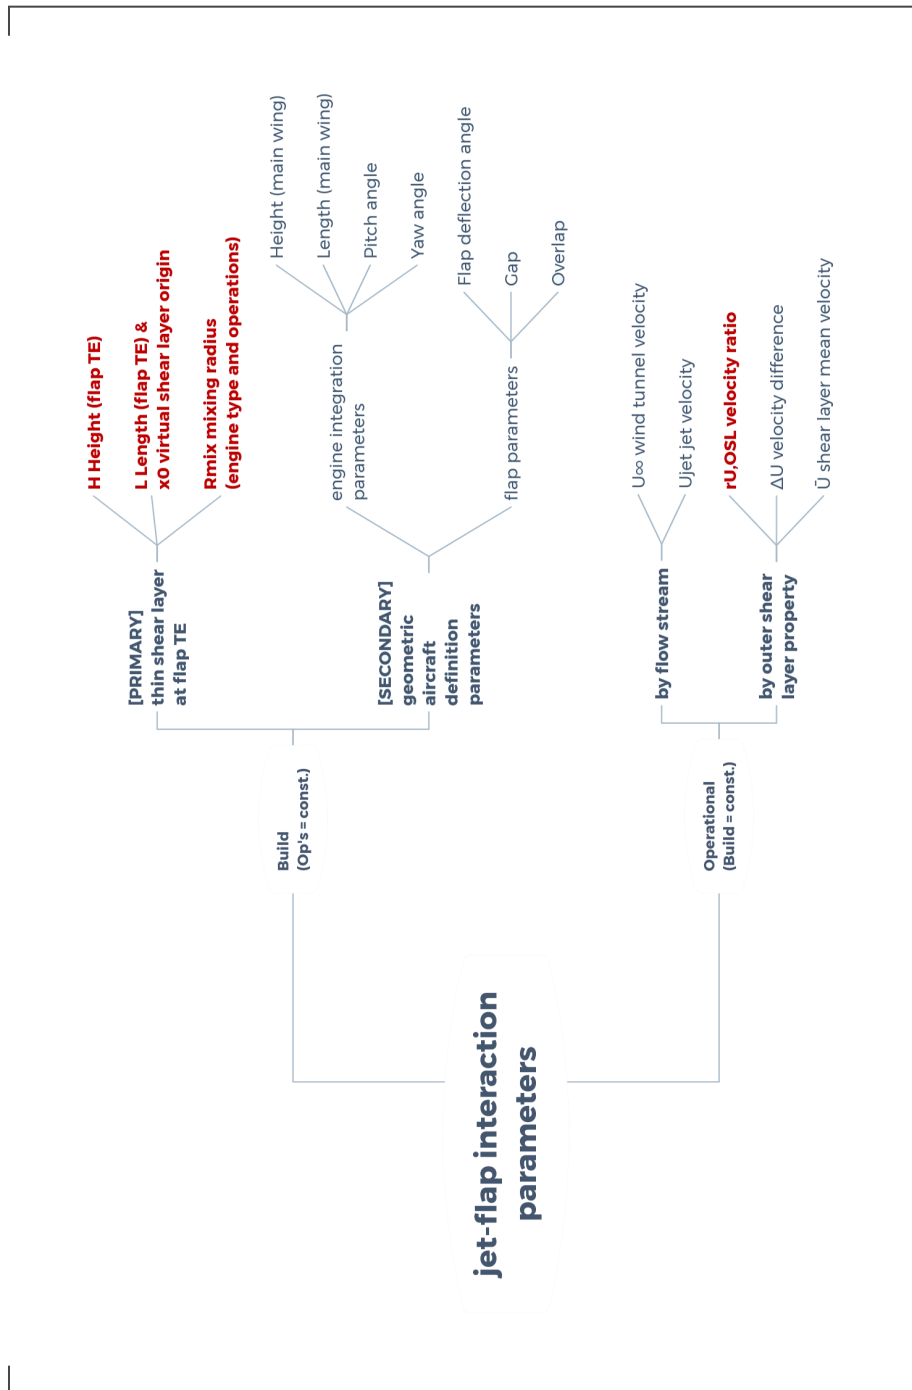 jet-flap interaction
parameters
Build
(Op's = const.)
[PRIMARY]
thin shear layer
at flap TE
H Height (flap TE)
L Length (flap TE) &
x0 virtual shear layer origin
Rmix mixing radius
(engine type and operations)
[SECONDARY]
geometric
aircraft
definition
parameters
engine integration
parameters
Height (main wing)
Length (main wing)
Pitch angle
Yaw angle
flap parameters
Flap deflection angle
Gap
Overlap
Operational
(Build = const.)
by flow stream
U∞ wind tunnel velocity
Ujet jet velocity
by outer shear
layer property
rU,OSL velocity ratio
ΔU velocity difference
Ū shear layer mean velocity